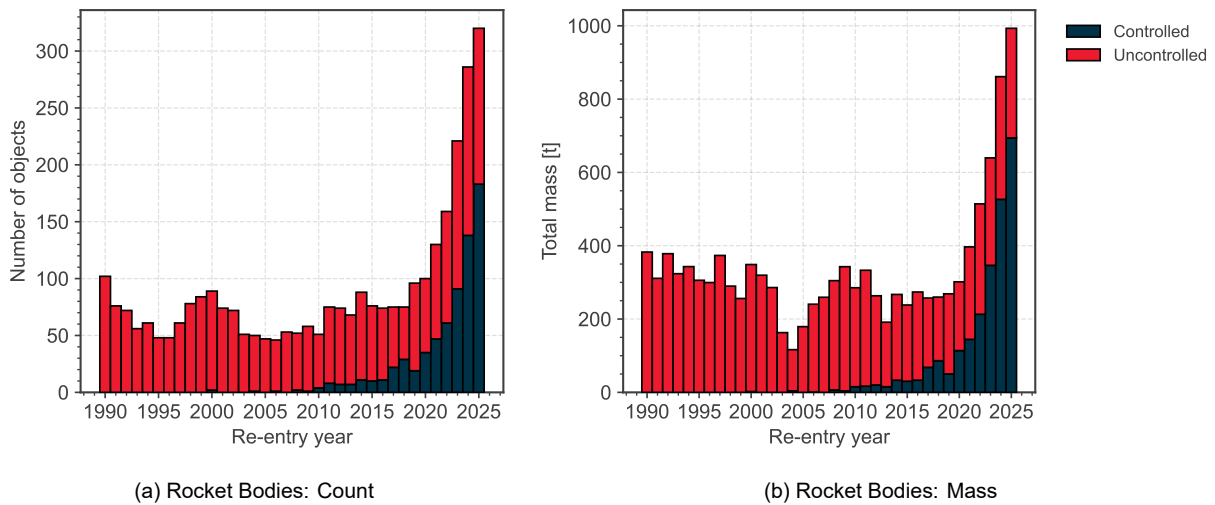 Number of objects
300
250
200
150
100
50
0
1990 1995 2000 2005 2010 2015 2020 2025
Re-entry year
(a) Rocket Bodies: Count
Total mass [t]
1000
800
600
400
200
0
1990 1995 2000 2005 2010 2015 2020 2025
Re-entry year
(b) Rocket Bodies: Mass
Controlled
Uncontrolled